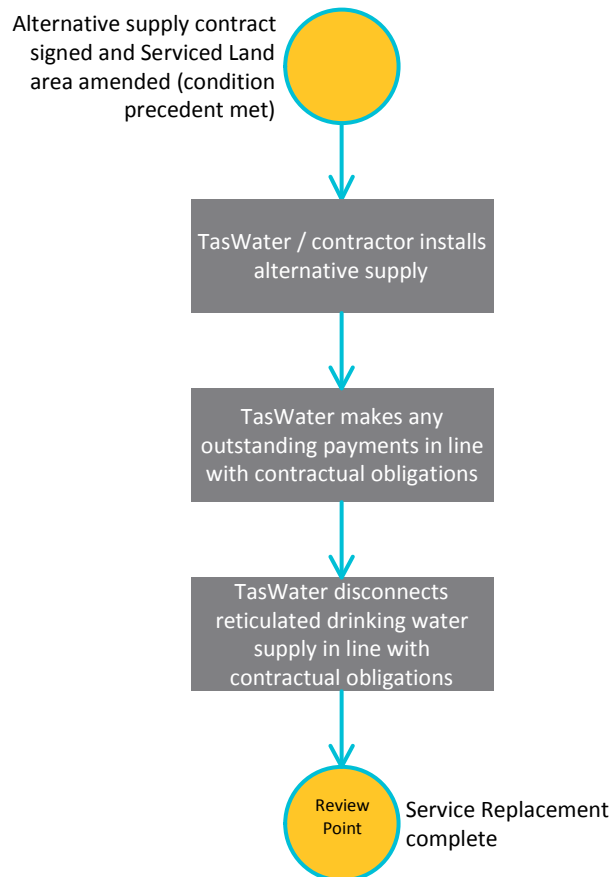 Alternative supply contract
signed and Serviced Land
area amended (condition
precedent met)
TasWater / contractor installs
alternative supply
TasWater makes any
outstanding payments in line
with contractual obligations
TasWater disconnects
reticulated drinking water
supply in line with
contractual obligations
Review
Point
Service Replacement
complete